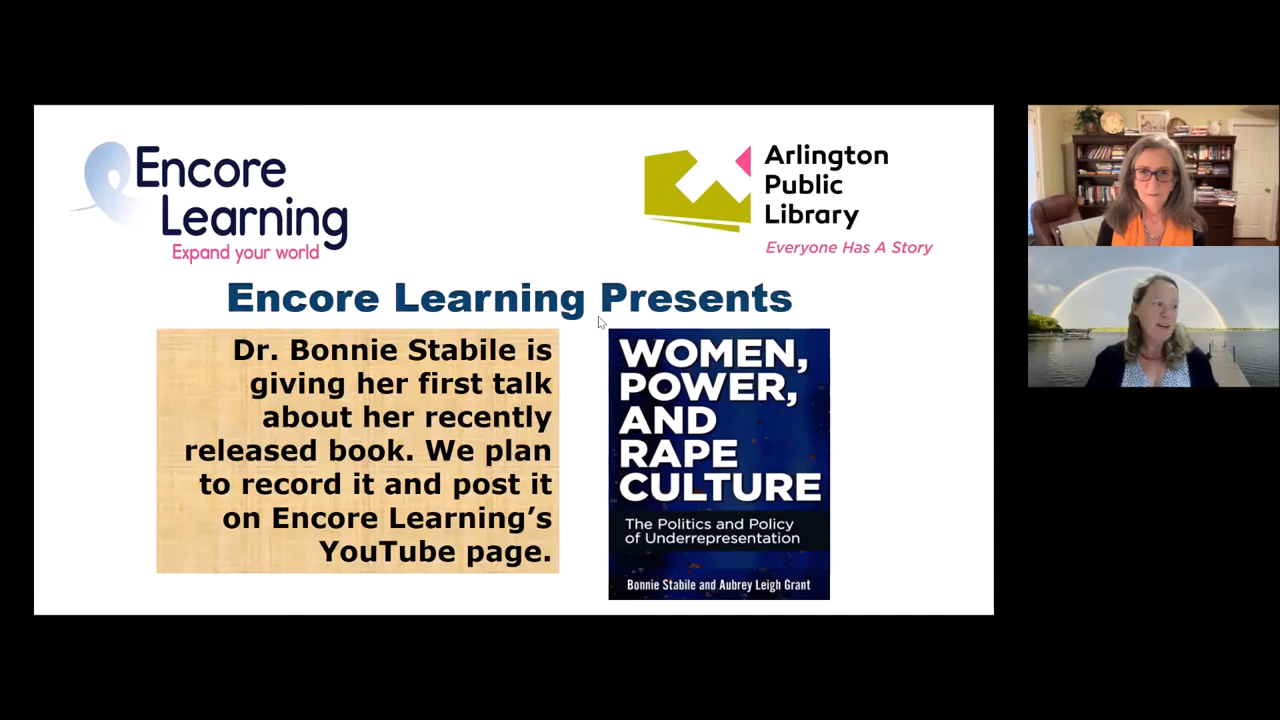 Encore
Learning
Expand your world
Arlington
Public
Library
Everyone Has A Story
Encore Learning Presents
Dr. Bonnie Stabile is
giving her first talk
about her recently
released book. We plan
to record it and post it
on Encore Learning’s
YouTube page.
WOMEN,
POWER,
AND
RAPE
CULTURE
The Politics and Policy
of Underrepresentation
Bonnie Stabile and Aubrey Leigh Grant